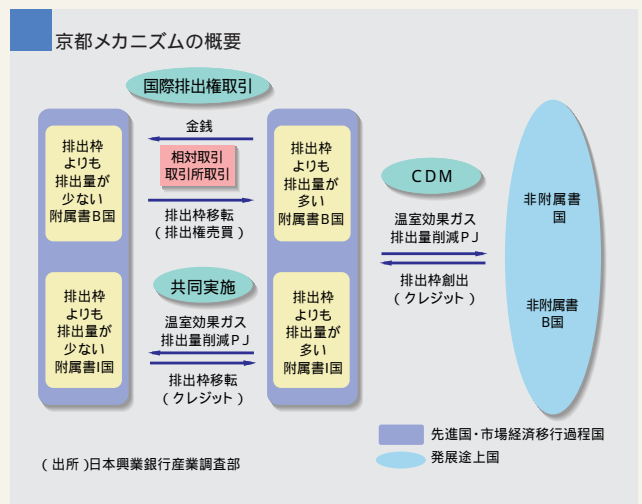 京都メカニズムの概要
国際排出権取引
排出枠
よりも
排出量が
少ない
附属書B国
金銭
相対取引
取引所取引
排出枠移転
(排出権売買)
排出枠
よりも
排出量が
多い
附属書B国
排出枠
よりも
排出量が
少ない
附属書I国
共同実施
温室効果ガス
排出量削減PJ
排出枠移転
(クレジット)
排出枠
よりも
排出量が
多い
附属書I国
CDM
温室効果ガス
排出量削減PJ
排出枠創出
(クレジット)
非附属書
国
非附属書
B国
先進国・市場経済移行過程国
発展途上国
(出所)日本興業銀行産業調査部